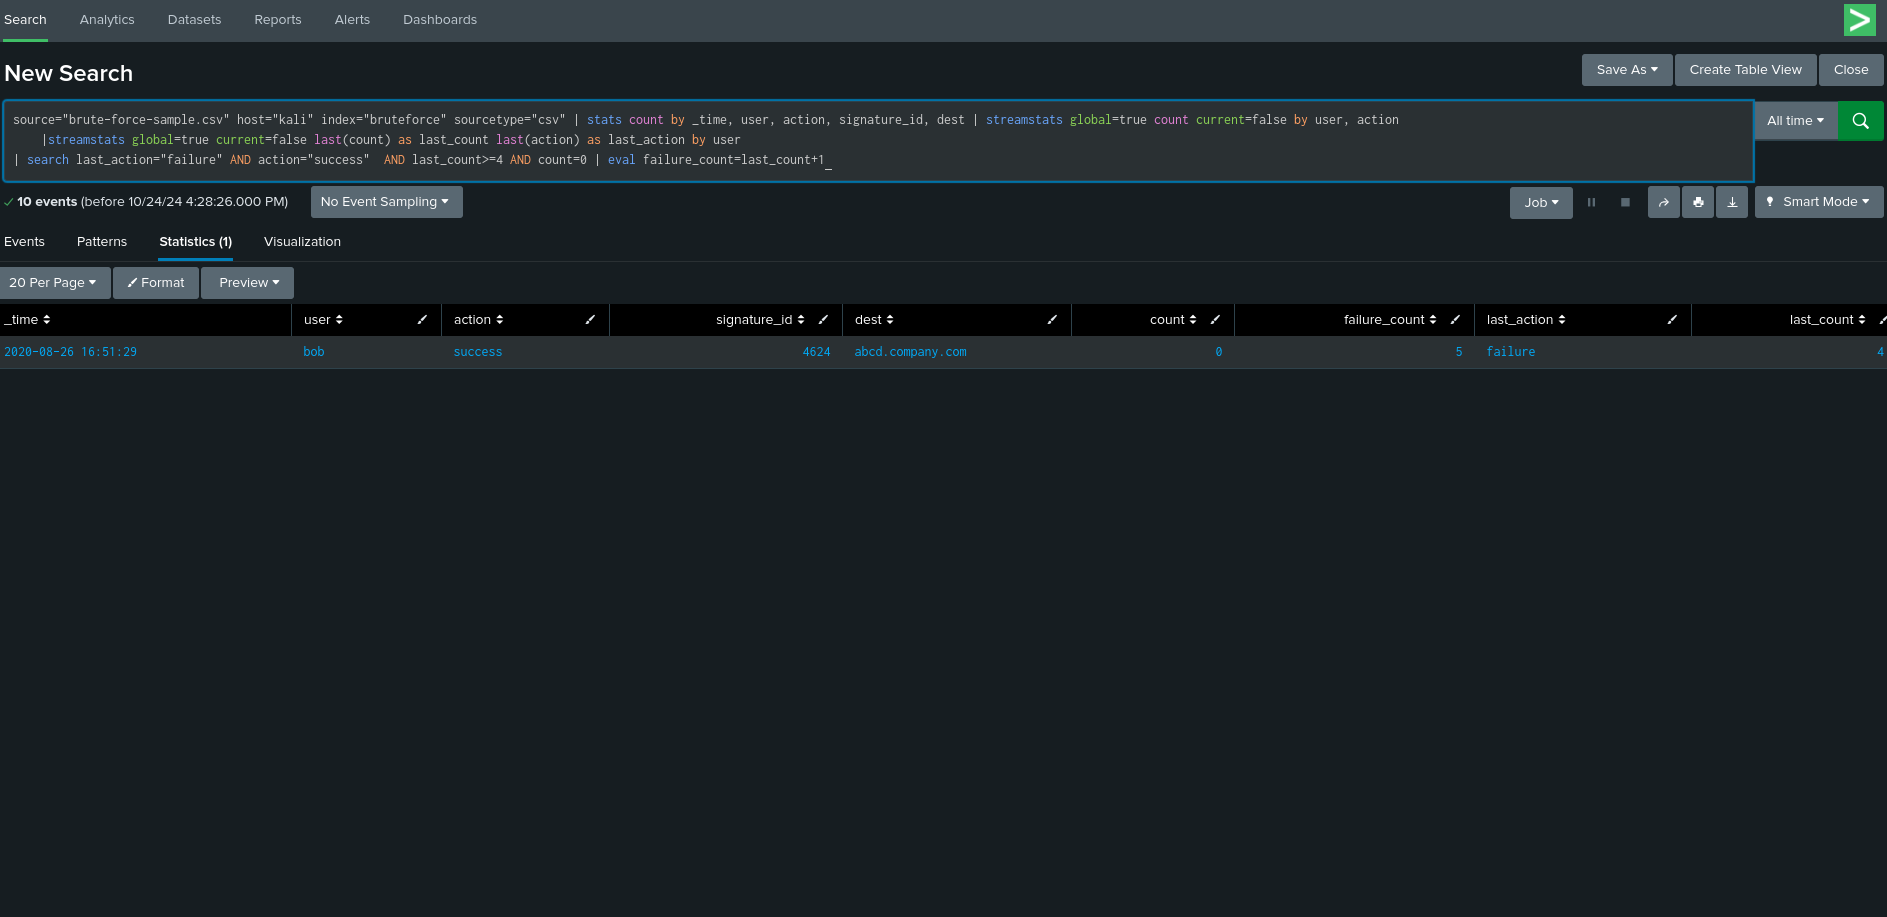 Search Analytics Datasets Reports Alerts Dashboards
New Search
Save As Create Table View Close
source="brute-force-sample.csv" host="kali" index="bruteforce" sourcetype="csv" | stats count by _time, user, action, signature_id, dest | streamstats global=true count current=false by user, action
|streamstats global=true current=false last(count) as last_count last(action) as last_action by user
| search last_action="failure" AND action="success"  AND last_count>=4 AND count=0 | eval failure_count=last_count+1_
All time
10 events (before 10/24/24 4:28:26.000 PM) No Event Sampling Job Smart Mode
Events Patterns Statistics (1) Visualization
20 Per Page Format Preview
_time user action signature_id dest count failure_count last_action last_count
2020-08-26 16:51:29 bob success 4624 abcd.company.com 0 5 failure 4